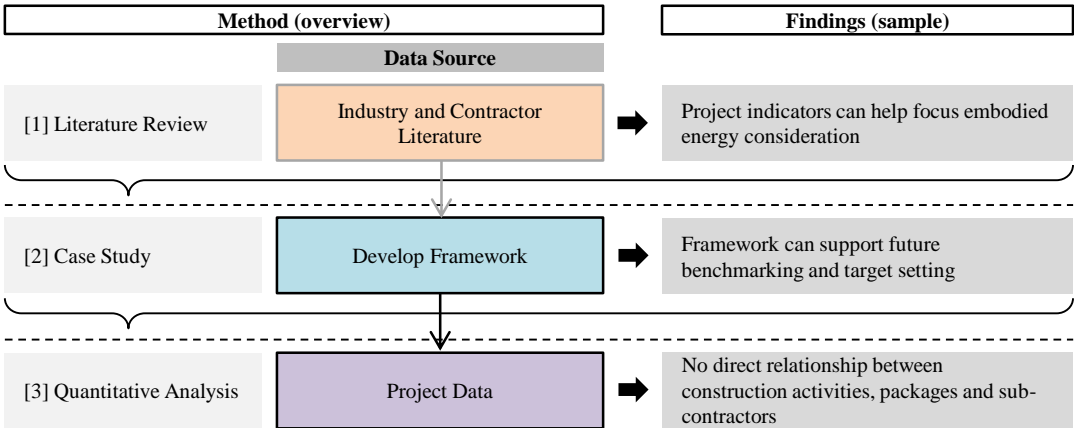 Method (overview)
Findings (sample)
Data Source
[1] Literature Review
Industry and Contractor
Literature
Project indicators can help focus embodied
energy consideration
[2] Case Study
Develop Framework
Framework can support future
benchmarking and target setting
[3] Quantitative Analysis
Project Data
No direct relationship between
construction activities, packages and sub-
contractors